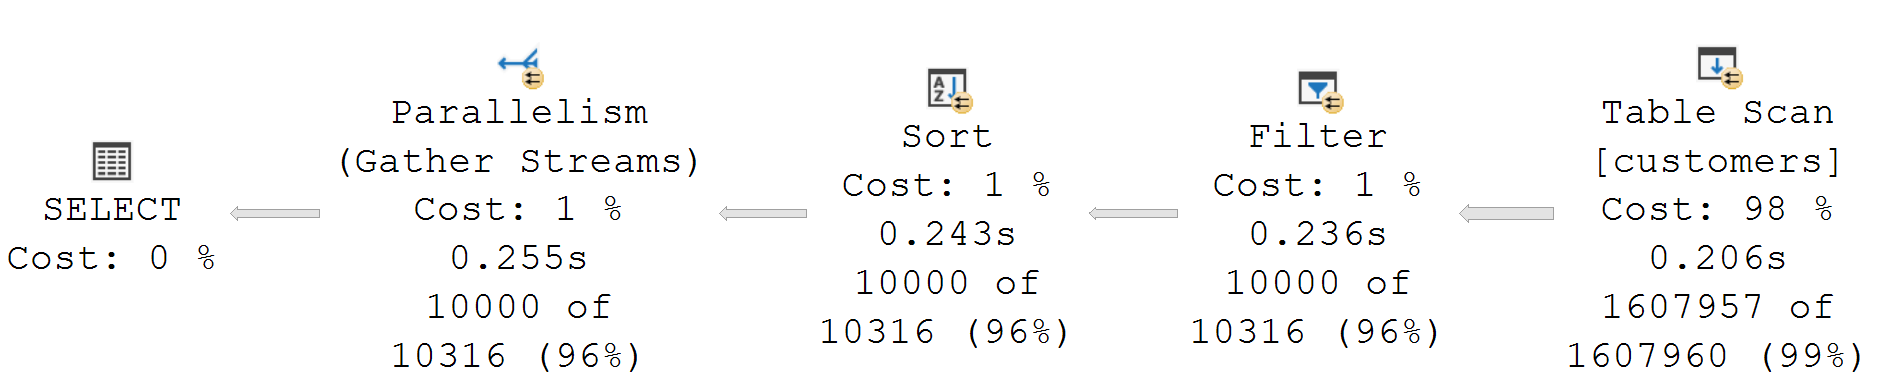 SELECT
Cost: 0 %
Parallelism
(Gather Streams)
Cost: 1 %
0.255s
10000 of
10316 (96%)
A
Z
Sort
Cost: 1 %
0.243s
10000 of
10316 (96%)
Filter
Cost: 1 %
0.236s
10000 of
10316 (96%)
Table Scan
[customers]
Cost: 98 %
0.206s
1607957 of
1607960 (99%)